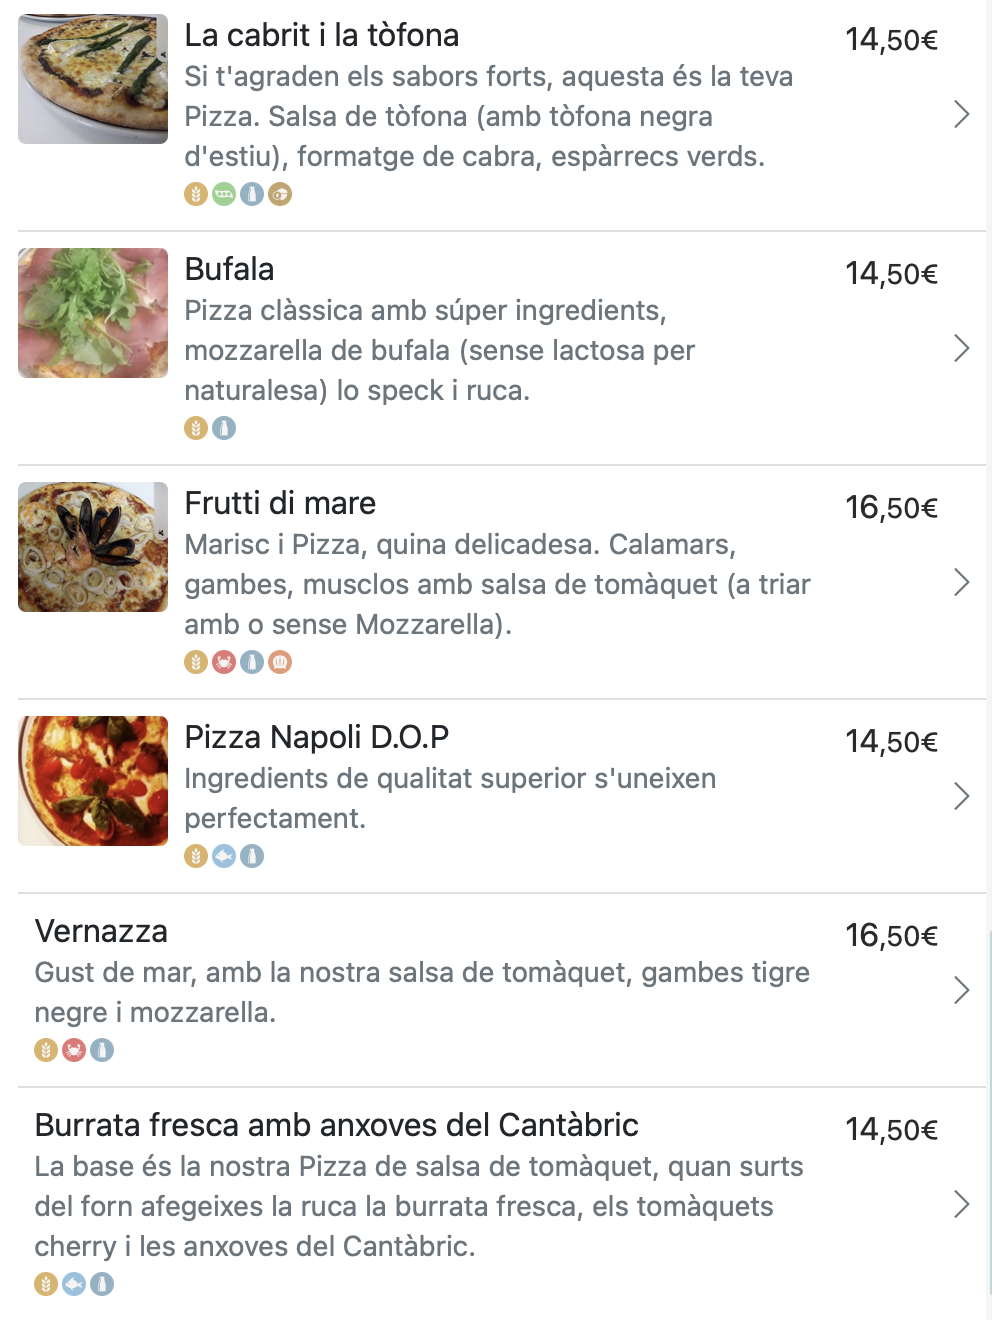 La cabrit i la tòfona
14,50€
Si t'agraden els sabors forts, aquesta és la teva
Pizza. Salsa de tòfona (amb tòfona negra
d'estiu), formatge de cabra, espàrrecs verds.
Bufala
14,50€
Pizza clàssica amb súper ingredients,
mozzarella de bufala (sense lactosa per
naturalesa) lo speck i ruca.
Frutti di mare
16,50€
Marisc i Pizza, quina delicadesa. Calamars,
gambes, musclos amb salsa de tomàquet (a triar
amb o sense Mozzarella).
Pizza Napoli D.O.P
14,50€
Ingredients de qualitat superior s'uneixen
perfectament.
Vernazza
16,50€
Gust de mar, amb la nostra salsa de tomàquet, gambes tigre
negre i mozzarella.
Burrata fresca amb anxoves del Cantàbric
14,50€
La base és la nostra Pizza de salsa de tomàquet, quan surts
del forn afegeixes la ruca la burrata fresca, els tomàquets
cherry i les anxoves del Cantàbric.